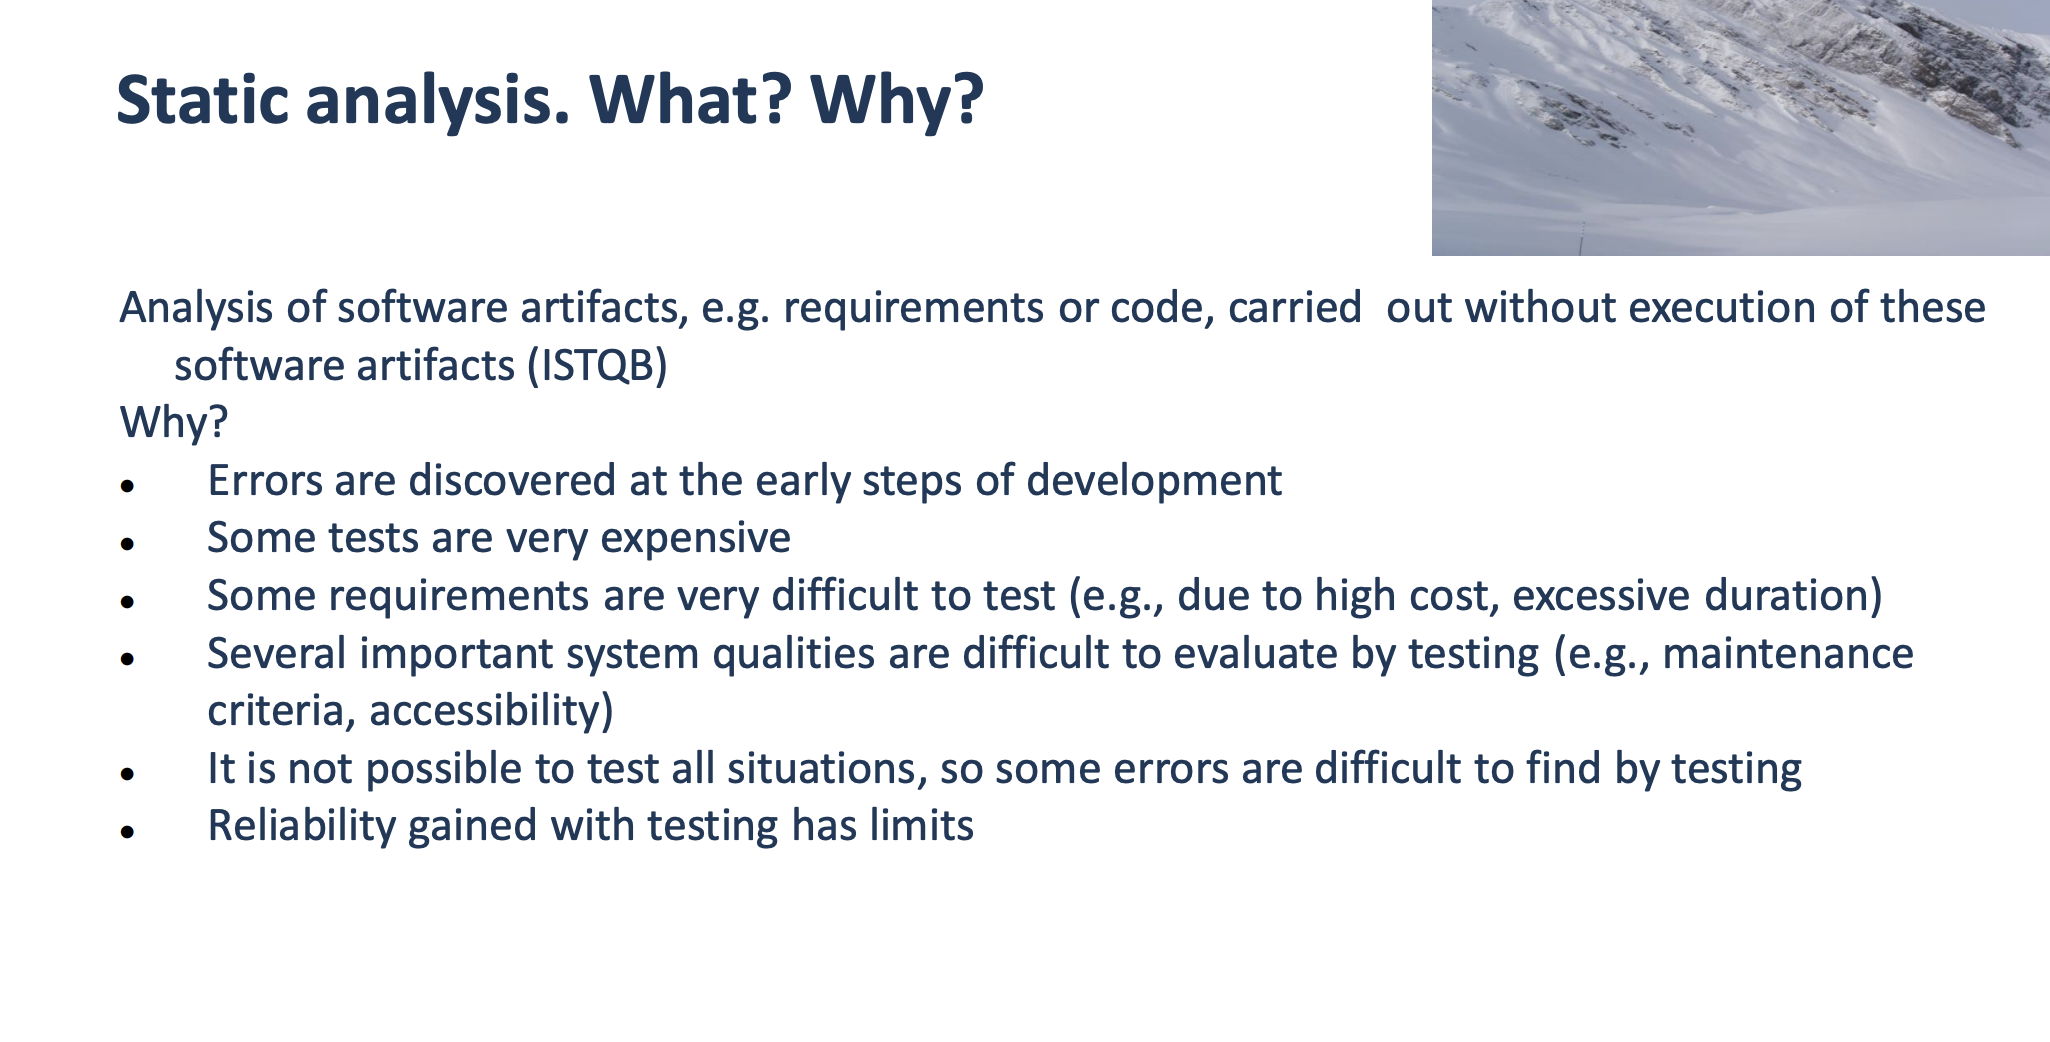 Static analysis. What? Why?
Analysis of software artifacts, e.g. requirements or code, carried  out without execution of these
software artifacts (ISTQB)
Why?
• Errors are discovered at the early steps of development
• Some tests are very expensive
• Some requirements are very difficult to test (e.g., due to high cost, excessive duration)
• Several important system qualities are difficult to evaluate by testing (e.g., maintenance
criteria, accessibility)
• It is not possible to test all situations, so some errors are difficult to find by testing
• Reliability gained with testing has limits